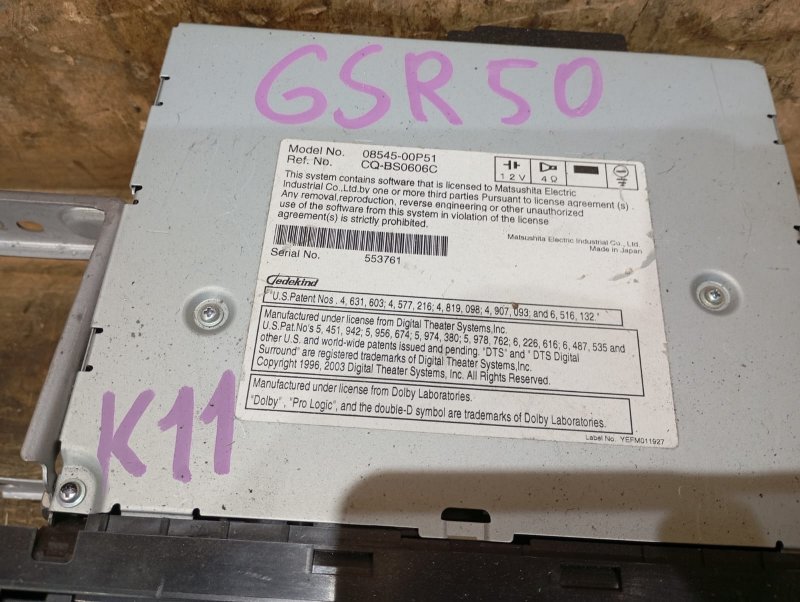 GSR50
Model No. 08545-00P51
Ref. No. CQ-BS0606C
12V 4Ω
This system contains software that is licensed to Matsushita Electric
Industrial Co.,Ltd.by one or more third parties Pursuant to license agreement (s) .
Any removal,reproduction, reverse engineering or other unauthorized
use of the software from this system in violation of the license
agreement(s) is strictly prohibited.
Matsushita Electric Industrial Co., Ltd.
Made in Japan
Serial No. 553761
Gedekind
"U.S.Patent Nos . 4, 631, 603; 4, 577, 216; 4, 819, 098; 4, 907, 093; and 6, 516, 132."
Manufactured under license from Digital Theater Systems,Inc.
U.S.Pat.No's 5, 451, 942; 5, 956, 674; 5, 974, 380; 5, 978, 762; 6, 226, 616; 6, 487, 535 and
other U.S. and world-wide patents issued and pending. "DTS" and " DTS Digital
Surround" are registered trademarks of Digital Theater Systems,Inc.
Copyright 1996, 2003 Digital Theater Systems, Inc. All Rights Reserved.
Manufactured under license from Dolby Laboratories.
"Dolby" , "Pro Logic", and the double-D symbol are trademarks of Dolby Laboratories.
Label No. YEFM011927
K11